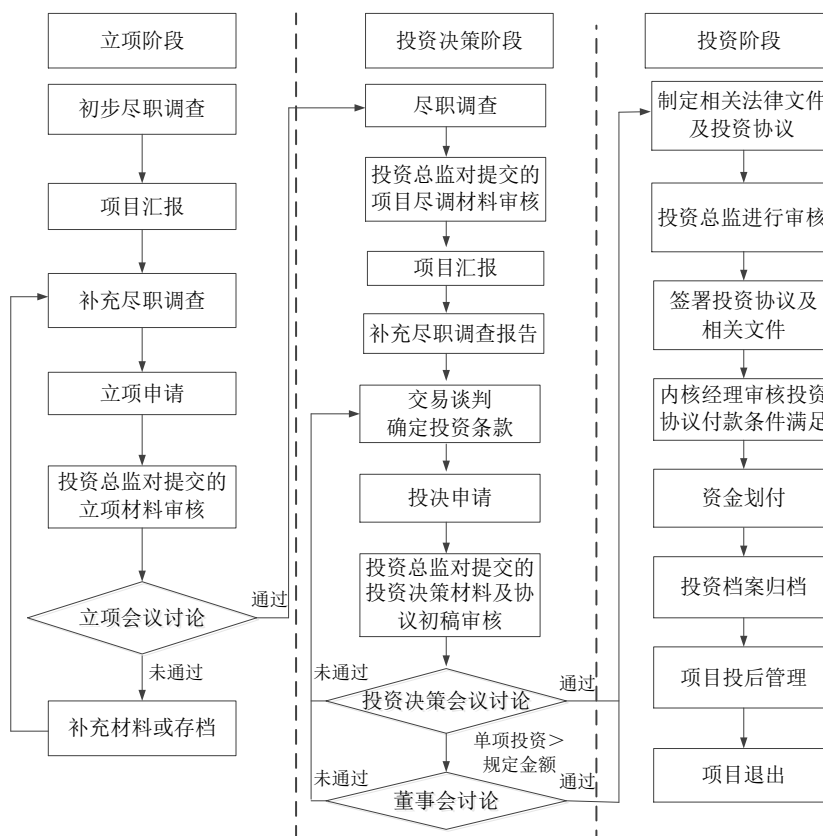 立项阶段
初步尽职调查
项目汇报
补充尽职调查
立项申请
投资总监对提交的
立项材料审核
立项会议讨论
通过
未通过
补充材料或存档
投资决策阶段
尽职调查
投资总监对提交的
项目尽调材料审核
项目汇报
补充尽职调查报告
交易谈判
确定投资条款
投决申请
投资总监对提交的
投资决策材料及协
议初稿审核
未通过
投资决策会议讨论
通过
单项投资＞
规定金额
未通过
董事会讨论
通过
投资阶段
制定相关法律文件
及投资协议
投资总监进行审核
签署投资协议及
相关文件
内核经理审核投资
协议付款条件满足
资金划付
投资档案归档
项目投后管理
项目退出